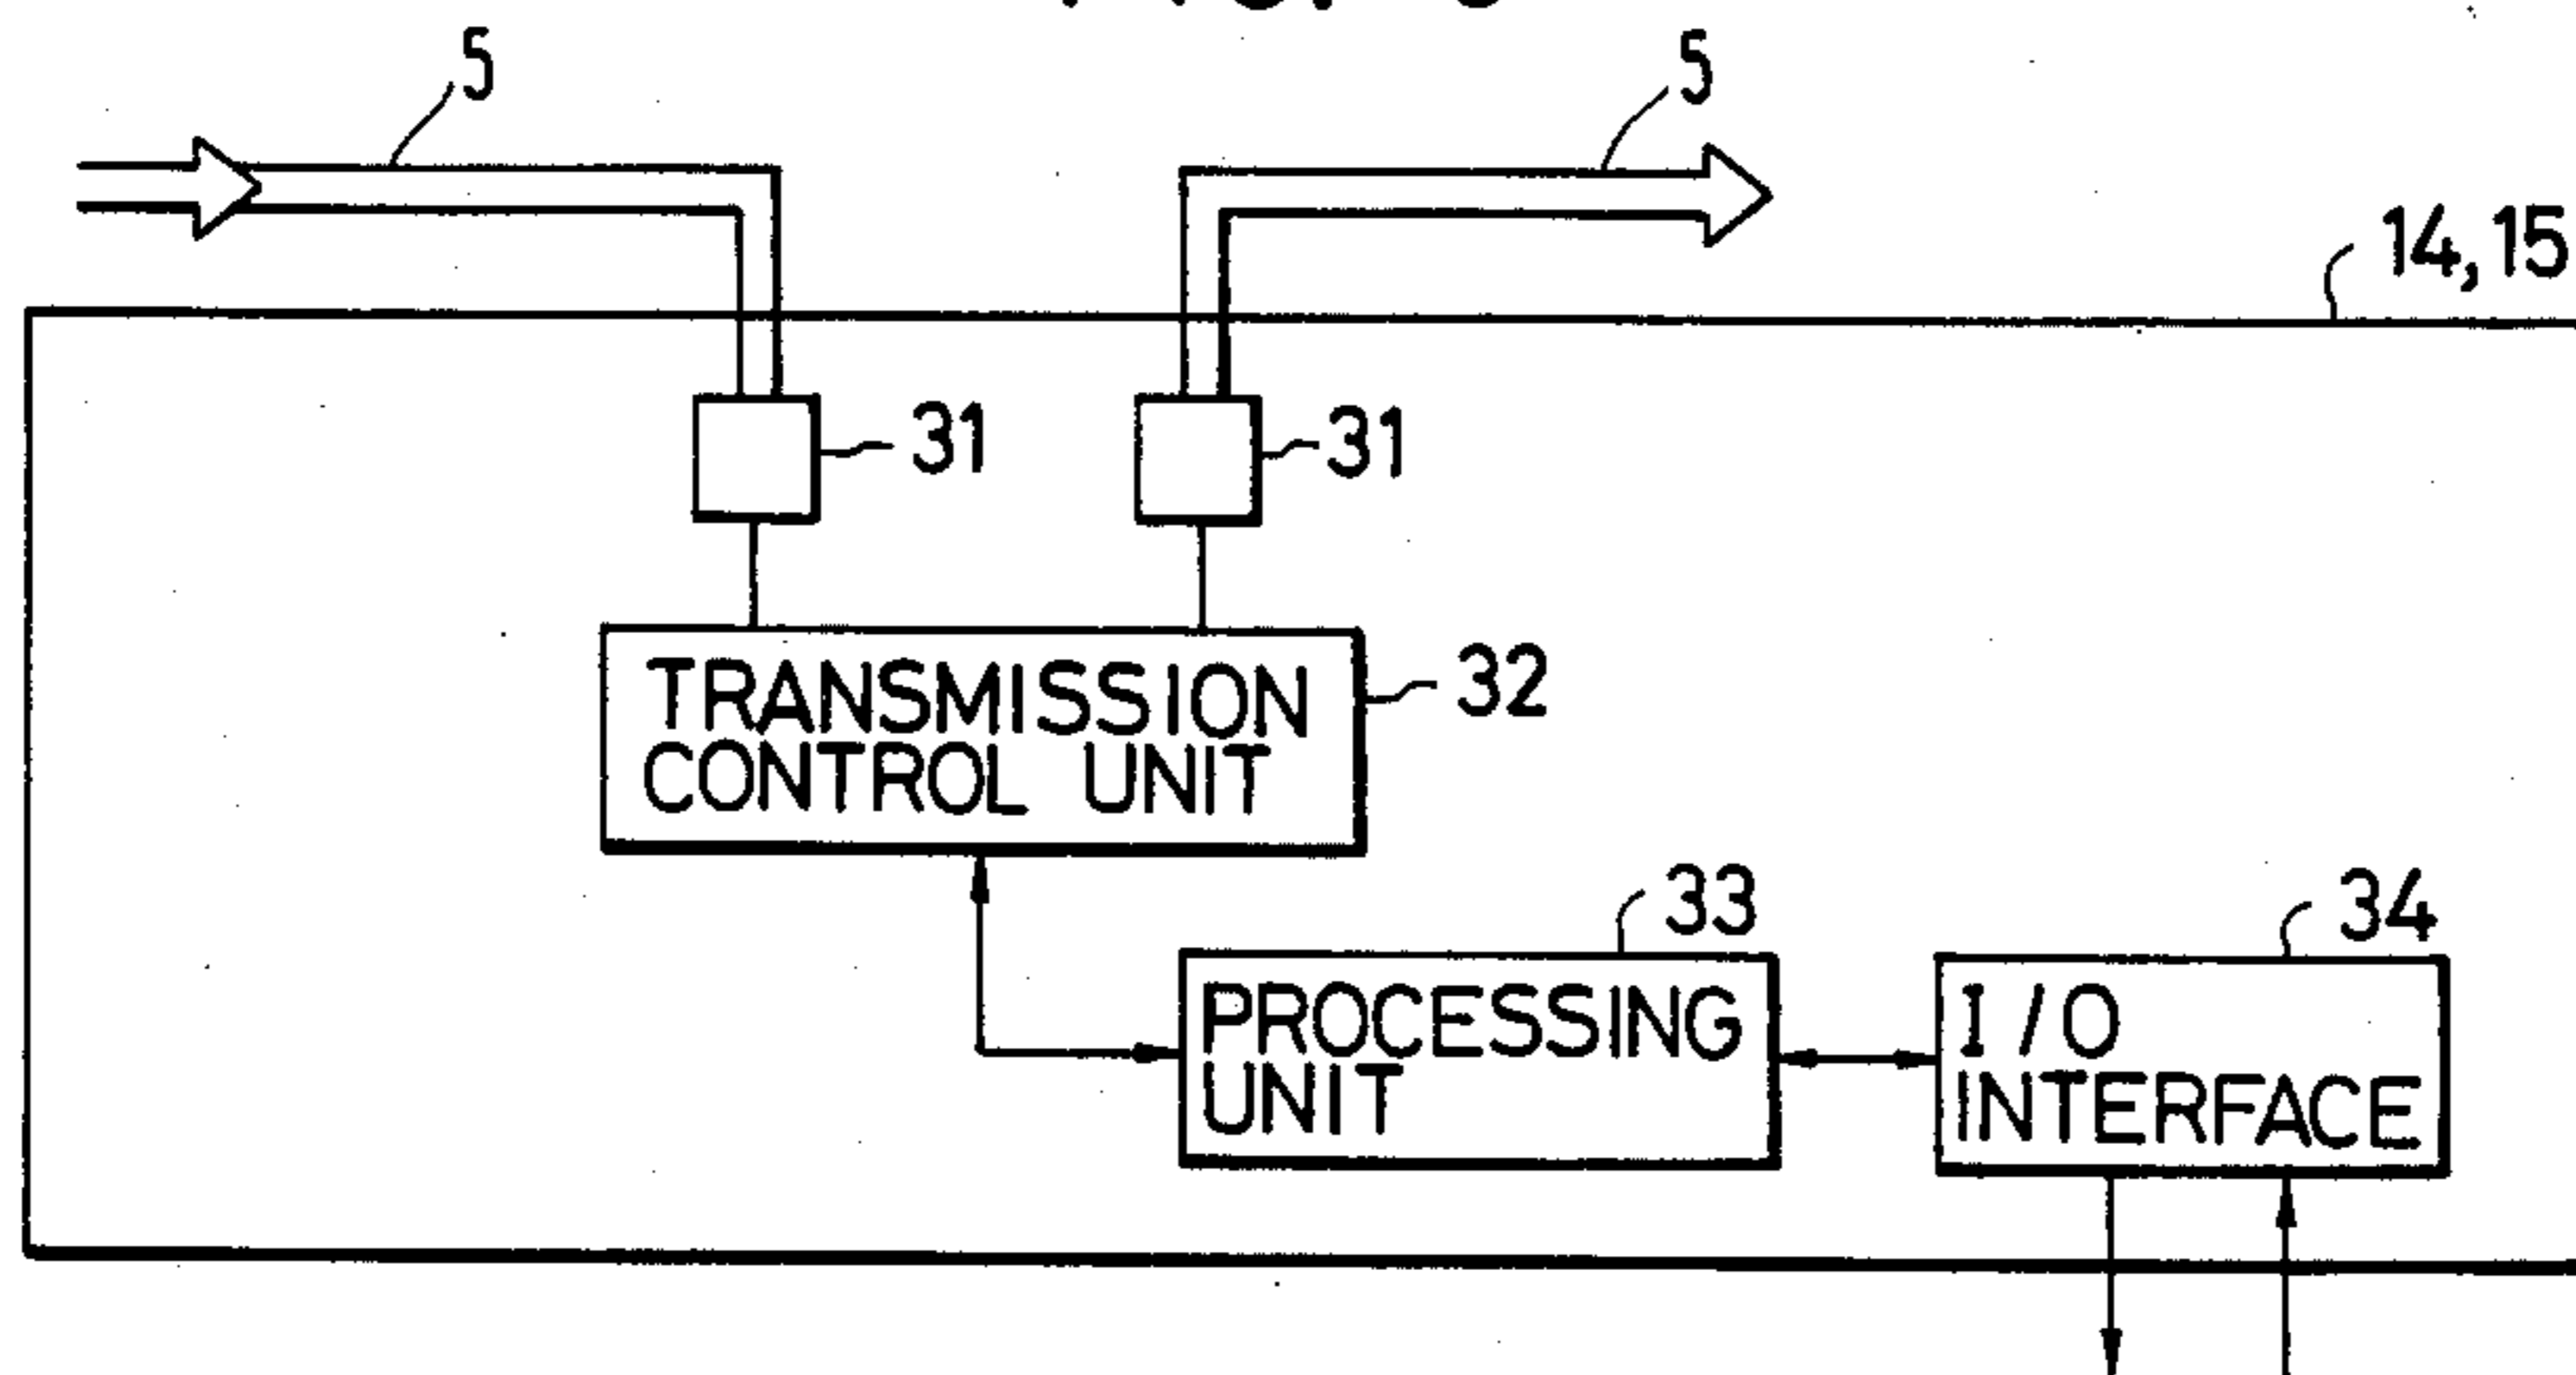 5
5
14,15
31
31
TRANSMISSION
CONTROL UNIT
32
33
34
PROCESSING
UNIT
I/O
INTERFACE